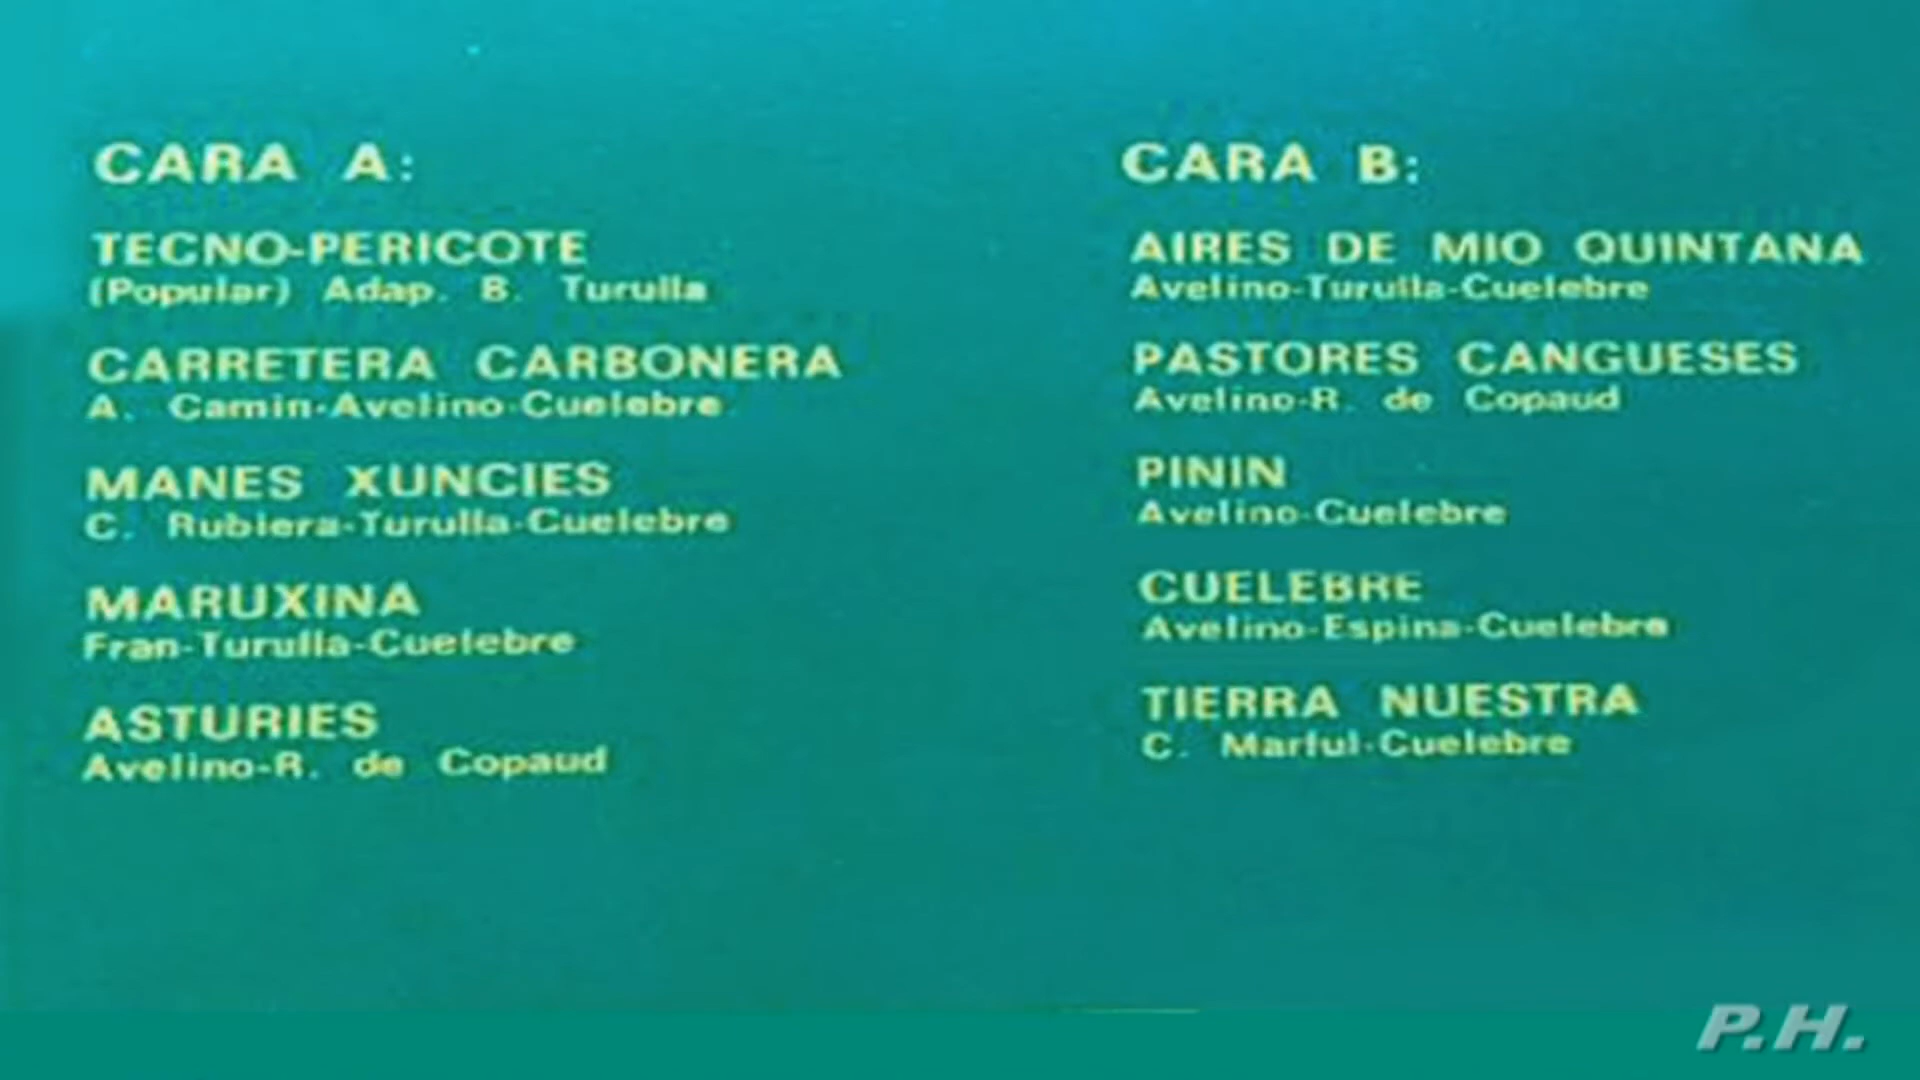 CARA A:
TECNO-PERICOTE
(Popular) Adap. B. Turulla
CARRETERA CARBONERA
A. Camin-Avelino-Cuelebre
MANES XUNCIES
C. Rubiera-Turulla-Cuelebre
MARUXINA
Fran-Turulla-Cuelebre
ASTURIES
Avelino-R. de Copaud
CARA B:
AIRES DE MIO QUINTANA
Avelino-Turulla-Cuelebre
PASTORES CANGUESES
Avelino-R. de Copaud
PININ
Avelino-Cuelebre
CUELEBRE
Avelino-Espina-Cuelebre
TIERRA NUESTRA
C. Marful-Cuelebre
P.H.